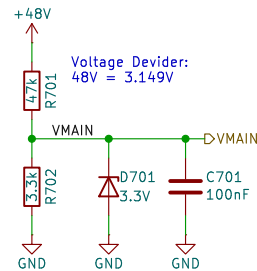 +48V
Voltage Devider:
48V = 3.149V
47k
R701
VMAIN
VMAIN
3.3k
R702
D701
3.3V
C701
100nF
GND
GND
GND